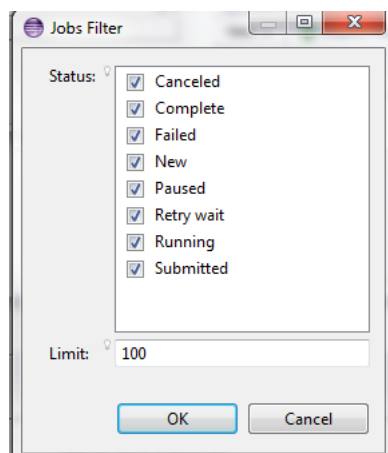 Jobs Filter
Status:
Canceled
Complete
Failed
New
Paused
Retry wait
Running
Submitted
Limit: 100
OK Cancel